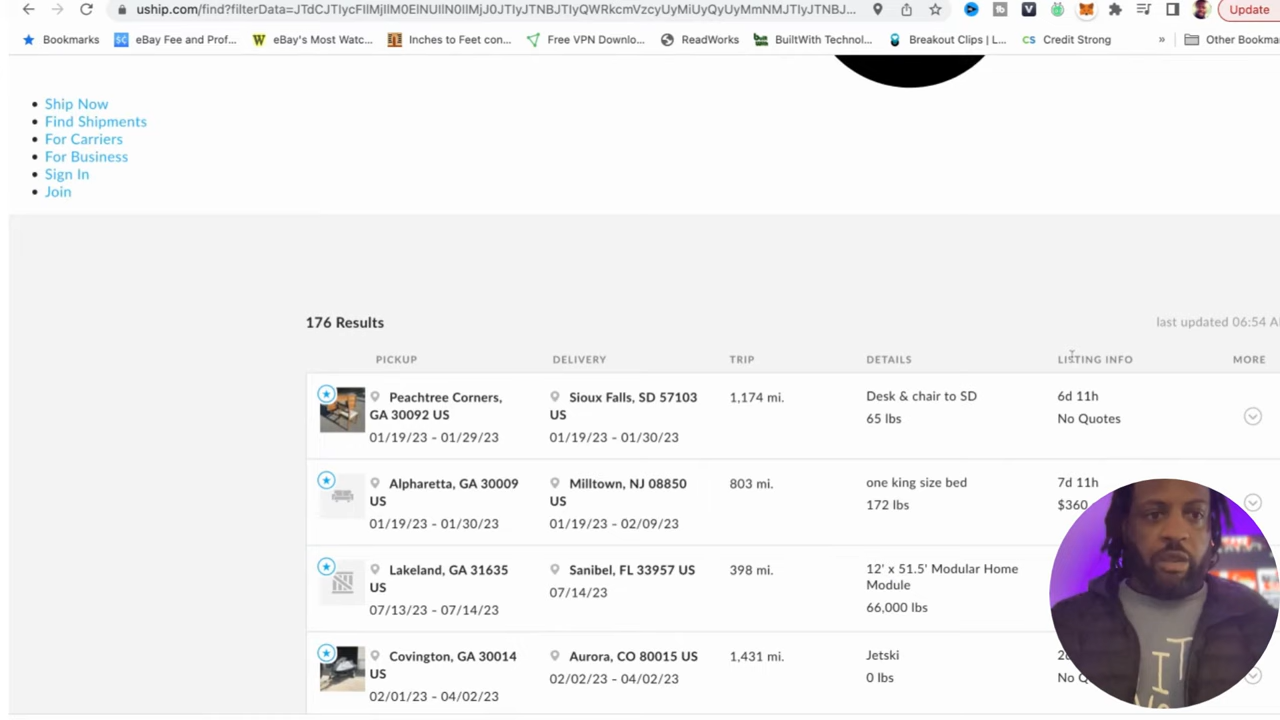 uship.com/find?filterData=JTdCJTIycFIlMjIlM0ElNUIlN0IlMjJ0JTIyJTNBJTIyQWRkcmVzcyUyMiUyQyUyMmNMJTIyJTNBJ...
Update
Bookmarks
eBay Fee and Prof...
eBay's Most Watc...
Inches to Feet con...
Free VPN Downlo...
ReadWorks
BuiltWith Technol...
Breakout Clips | L...
CS Credit Strong
»
Other Bookma
Ship Now
Find Shipments
For Carriers
For Business
Sign In
Join
176 Results
last updated 06:54 A
PICKUP DELIVERY TRIP DETAILS LISTING INFO MORE
Peachtree Corners, GA 30092 US
01/19/23 - 01/29/23
Sioux Falls, SD 57103 US
01/19/23 - 01/30/23
1,174 mi.
Desk & chair to SD
65 lbs
6d 11h
No Quotes
Alpharetta, GA 30009 US
01/19/23 - 01/30/23
Milltown, NJ 08850 US
01/19/23 - 02/09/23
803 mi.
one king size bed
172 lbs
7d 11h
$360
Lakeland, GA 31635 US
07/13/23 - 07/14/23
Sanibel, FL 33957 US
07/14/23
398 mi.
12' x 51.5' Modular Home Module
66,000 lbs
Covington, GA 30014 US
02/01/23 - 04/02/23
Aurora, CO 80015 US
02/02/23 - 04/02/23
1,431 mi.
Jetski
0 lbs
No Q